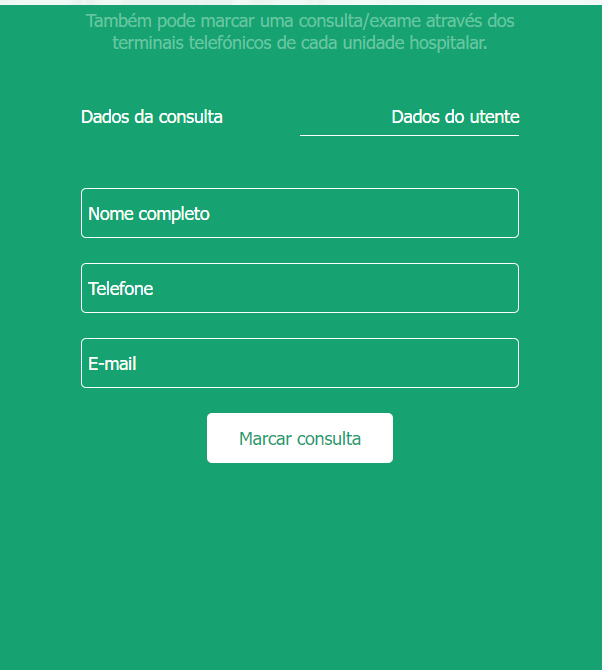 Também pode marcar uma consulta/exame através dos
terminais telefónicos de cada unidade hospitalar.
Dados da consulta
Dados do utente
Nome completo
Telefone
E-mail
Marcar consulta